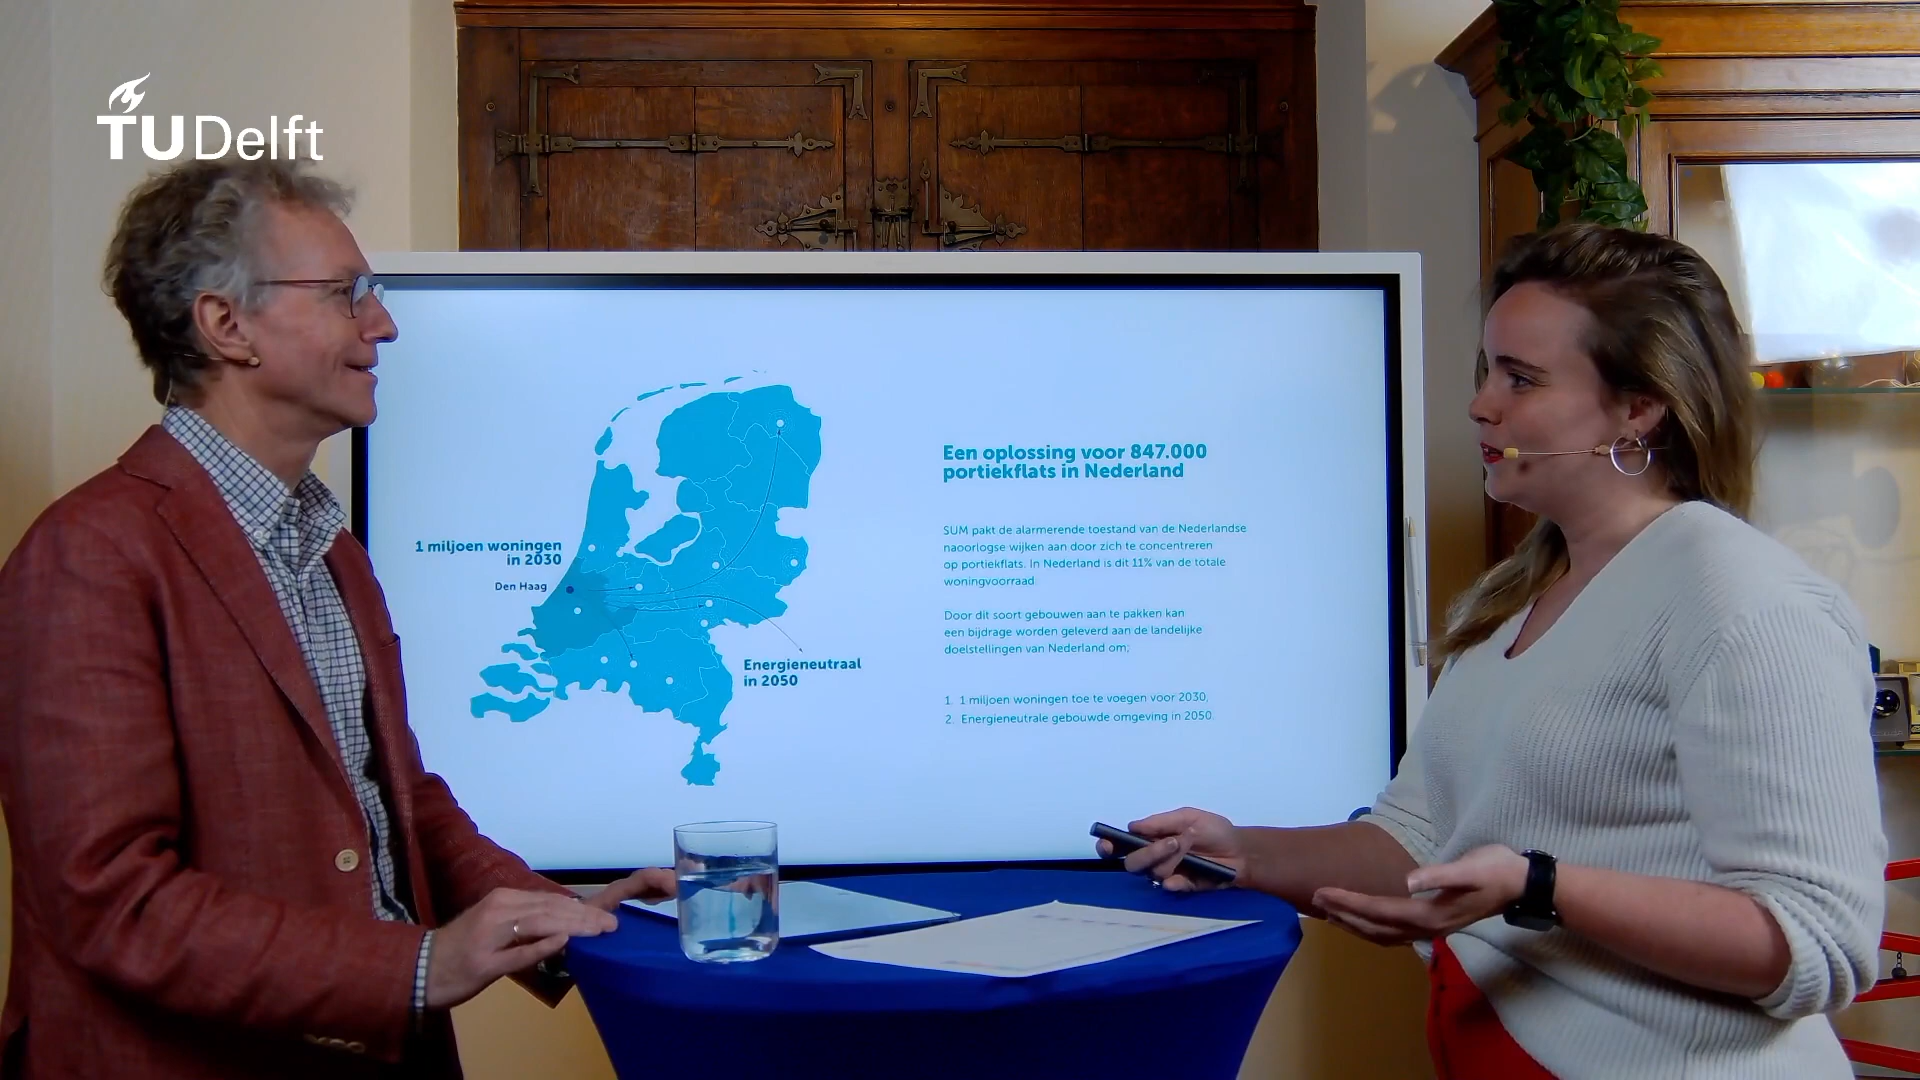 TU Delft
1 miljoen woningen
in 2030
Den Haag
Energieneutraal
in 2050
Een oplossing voor 847.000
portiekflats in Nederland
SUM pakt de alarmerende toestand van de Nederlandse
naoorlogse wijken aan door zich te concentreren
op portiekflats. In Nederland is dit 11% van de totale
woningvoorraad
Door dit soort gebouwen aan te pakken kan
een bijdrage worden geleverd aan de landelijke
doelstellingen van Nederland om;
1. 1 miljoen woningen toe te voegen voor 2030,
2. Energieneutrale gebouwde omgeving in 2050.